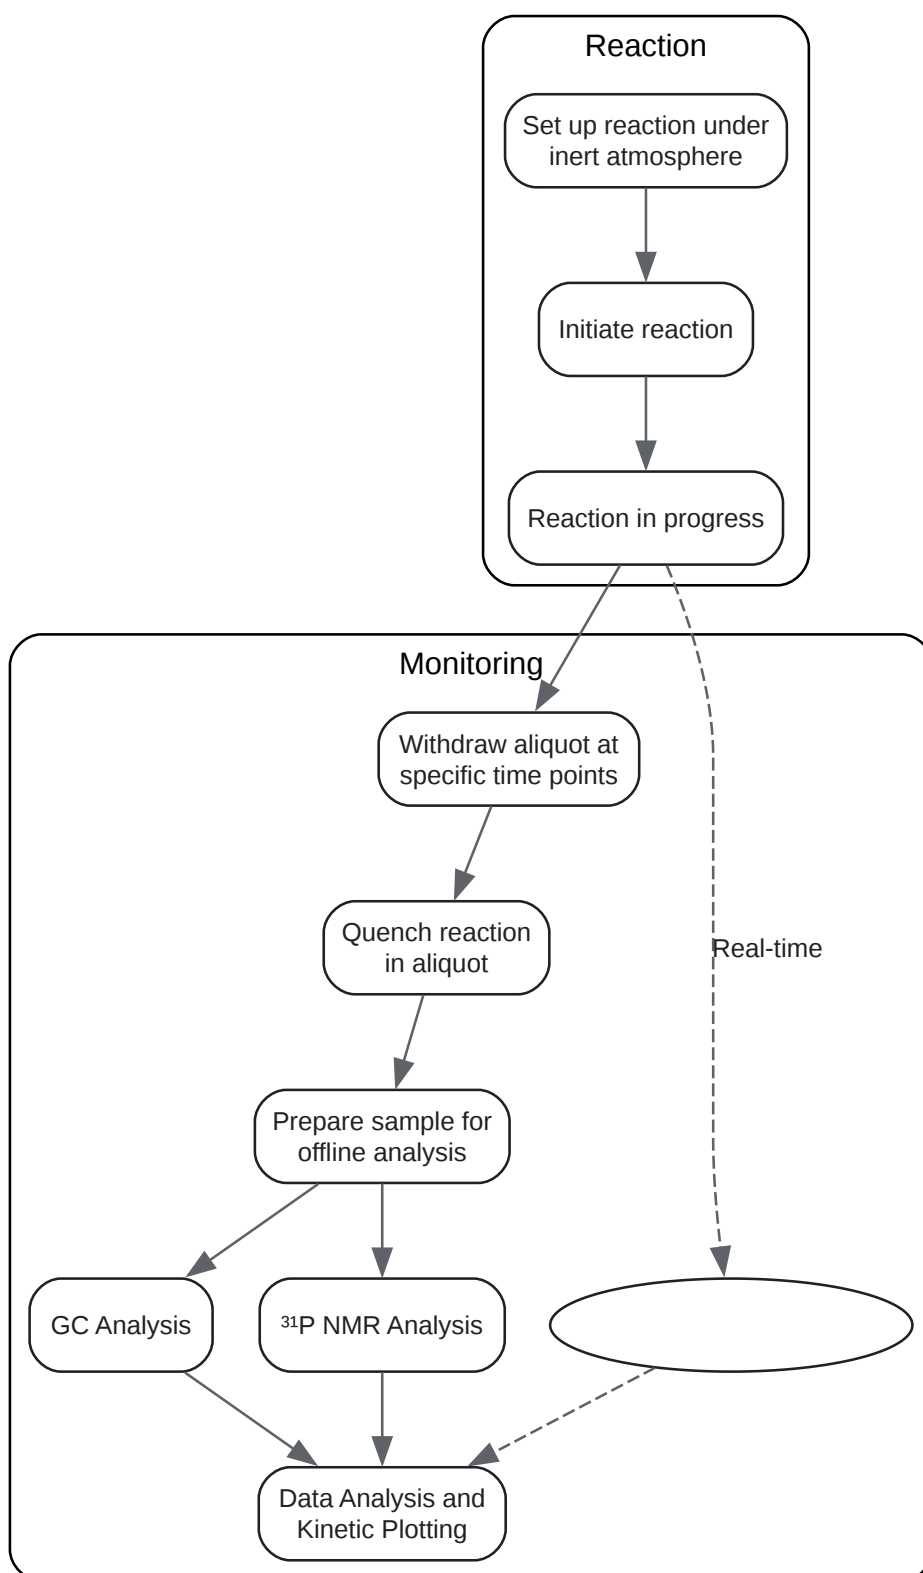 Reaction
Set up reaction under
inert atmosphere
Initiate reaction
Reaction in progress
Monitoring
Withdraw aliquot at
specific time points
Quench reaction
in aliquot
Real-time
Prepare sample for
offline analysis
GC Analysis
³¹P NMR Analysis
Data Analysis and
Kinetic Plotting